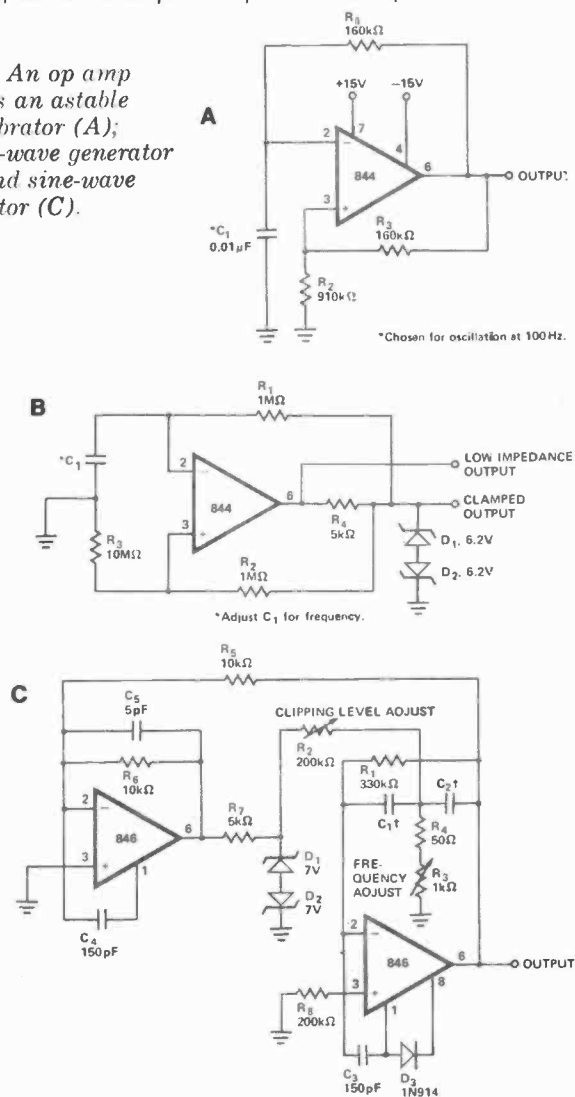 An op amp
s an astable
brator (A);
-wave generator
nd sine-wave
tor (C).
A
R5
160kΩ
+15V
−15V
2
7
4
−
844
6
OUTPUT
3
+
R3
160kΩ
*C1
0.01µF
R2
910kΩ
*Chosen for oscillation at 100Hz.
B
R1
1MΩ
*C1
2
−
844
6
LOW IMPEDANCE
OUTPUT
R4
5kΩ
CLAMPED
OUTPUT
3
+
R3
10MΩ
D1, 6.2V
D2, 6.2V
R2
1MΩ
*Adjust C1 for frequency.
C
R5
10kΩ
C5
5pF
CLIPPING LEVEL ADJUST
R2
200kΩ
R6
10kΩ
R1
330kΩ
C1†
C2†
2
−
846
6
R7
5kΩ
R4
50Ω
3
+
1
D1
7V
D2
7V
FRE-
QUENCY
ADJUST
R3
1kΩ
C4
150pF
2
−
846
6
OUTPUT
3
+
1
8
R8
200kΩ
C3
150pF
D3
1N914